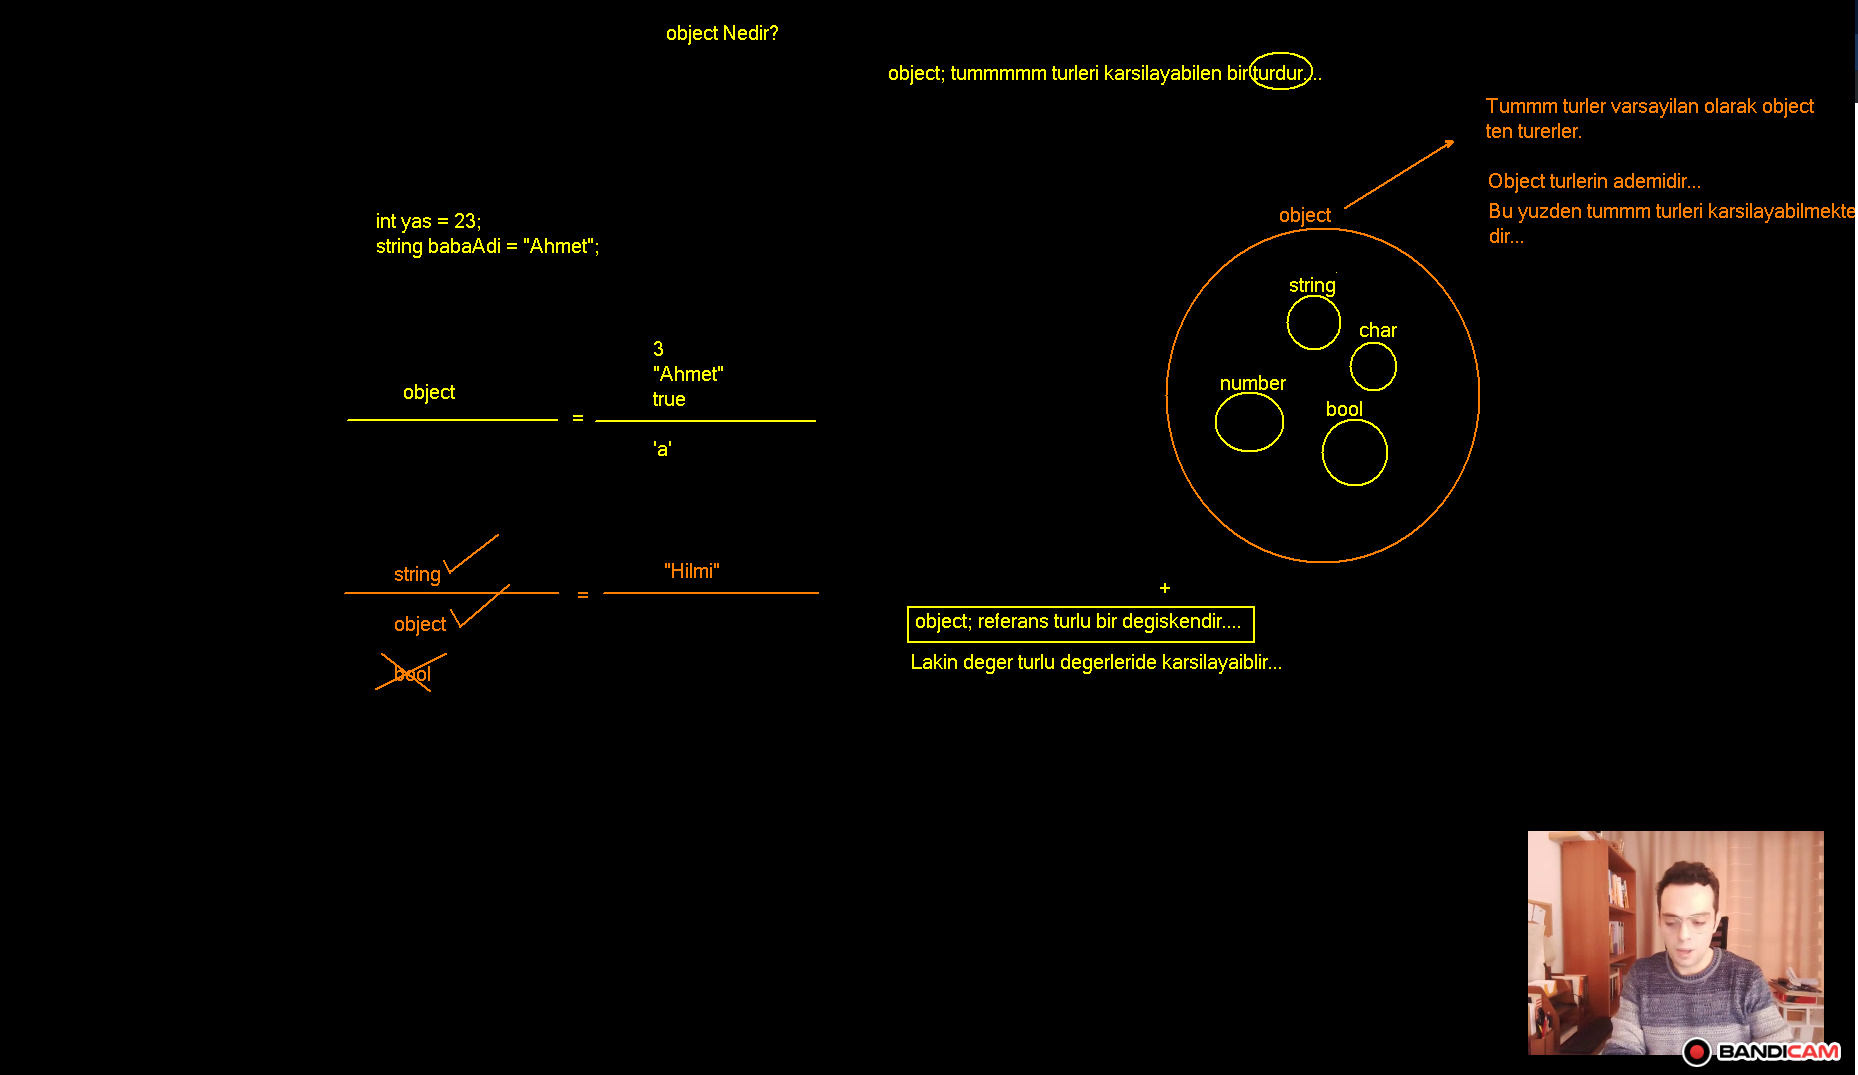 object Nedir?
object; tummmmm turleri karsilayabilen bir turdur....
Tummm turler varsayilan olarak object
ten turerler.
Object turlerin ademidir...
Bu yuzden tummm turleri karsilayabilmekte
dir...
int yas = 23;
string babaAdi = "Ahmet";
object
string
char
number
bool
3
"Ahmet"
true
object
=
'a'
string
"Hilmi"
=
object
bool
+
object; referans turlu bir degiskendir....
Lakin deger turlu degerleride karsilayaiblir...
BANDICAM